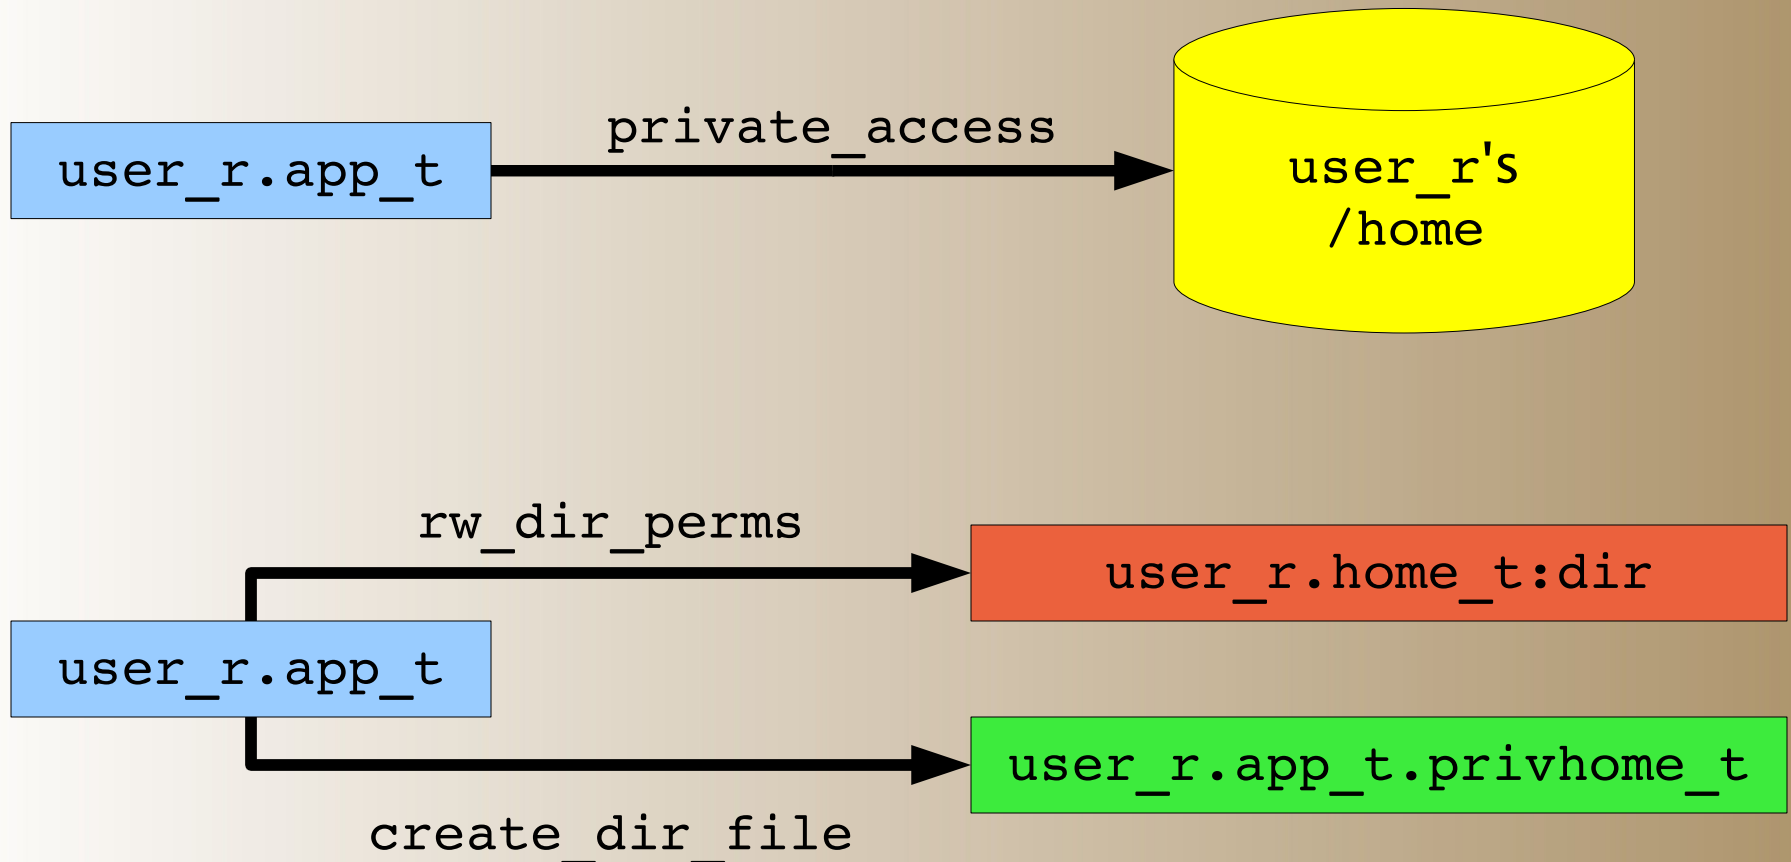 private_access
user_r.app_t
user_r's
/home
rw_dir_perms
user_r.home_t:dir
user_r.app_t
user_r.app_t.privhome_t
create_dir_file